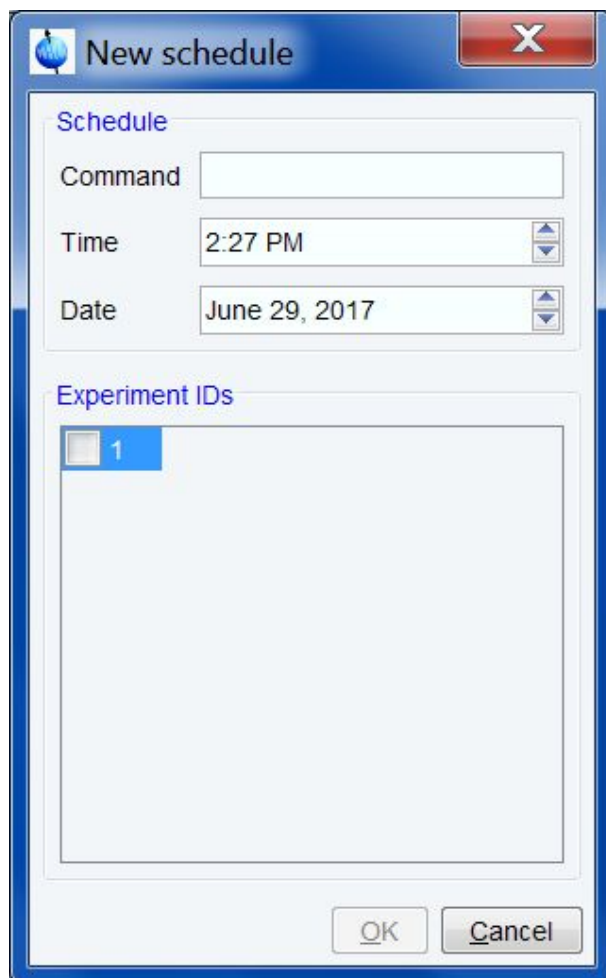 New schedule
Schedule
Command
Time 2:27 PM
Date June 29, 2017
Experiment IDs
1
OK Cancel